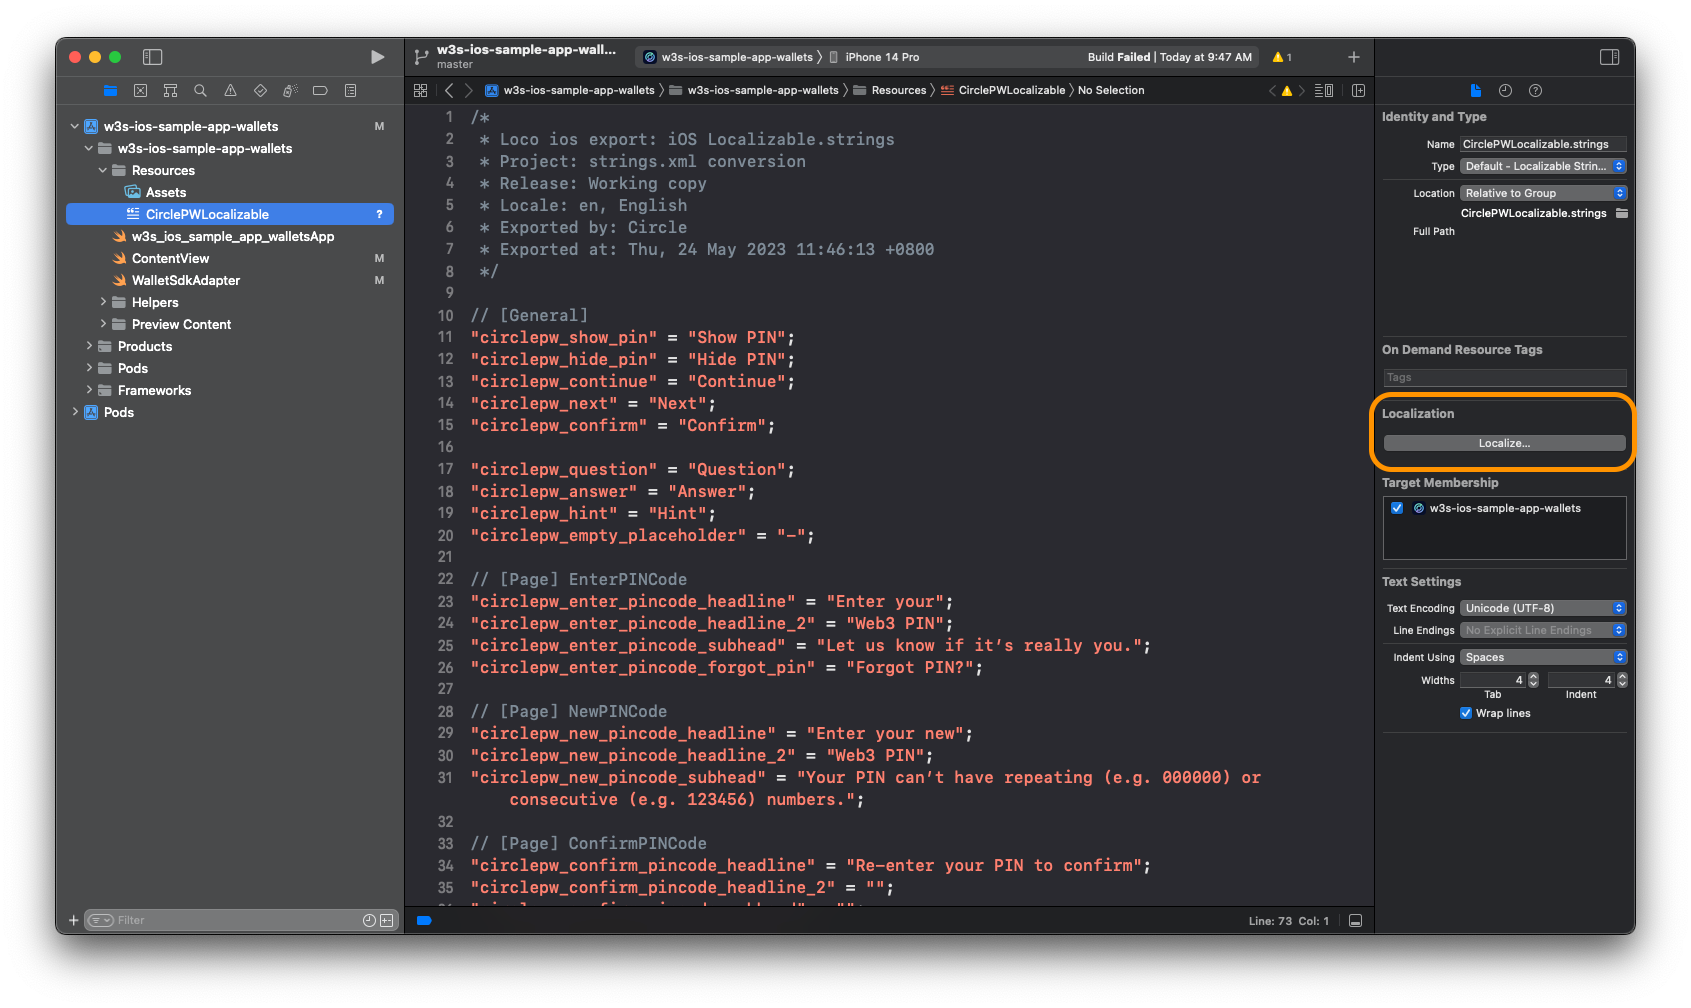 w3s-ios-sample-app-wall...
master
w3s-ios-sample-app-wallets
iPhone 14 Pro
Build Failed | Today at 9:47 AM
1
w3s-ios-sample-app-wallets
w3s-ios-sample-app-wallets
Resources
CirclePWLocalizable
No Selection
w3s-ios-sample-app-wallets M
w3s-ios-sample-app-wallets
Resources
Assets
CirclePWLocalizable ?
w3s_ios_sample_app_walletsApp
ContentView M
WalletSdkAdapter M
Helpers
Preview Content
Products
Pods
Frameworks
Pods
Filter
1 /*
2 * Loco ios export: iOS Localizable.strings
3 * Project: strings.xml conversion
4 * Release: Working copy
5 * Locale: en, English
6 * Exported by: Circle
7 * Exported at: Thu, 24 May 2023 11:46:13 +0800
8 */
9
10 // [General]
11 "circlepw_show_pin" = "Show PIN";
12 "circlepw_hide_pin" = "Hide PIN";
13 "circlepw_continue" = "Continue";
14 "circlepw_next" = "Next";
15 "circlepw_confirm" = "Confirm";
16
17 "circlepw_question" = "Question";
18 "circlepw_answer" = "Answer";
19 "circlepw_hint" = "Hint";
20 "circlepw_empty_placeholder" = "-";
21
22 // [Page] EnterPINCode
23 "circlepw_enter_pincode_headline" = "Enter your";
24 "circlepw_enter_pincode_headline_2" = "Web3 PIN";
25 "circlepw_enter_pincode_subhead" = "Let us know if it’s really you.";
26 "circlepw_enter_pincode_forgot_pin" = "Forgot PIN?";
27
28 // [Page] NewPINCode
29 "circlepw_new_pincode_headline" = "Enter your new";
30 "circlepw_new_pincode_headline_2" = "Web3 PIN";
31 "circlepw_new_pincode_subhead" = "Your PIN can’t have repeating (e.g. 000000) or
consecutive (e.g. 123456) numbers.";
32
33 // [Page] ConfirmPINCode
34 "circlepw_confirm_pincode_headline" = "Re-enter your PIN to confirm";
35 "circlepw_confirm_pincode_headline_2" = "";
Line: 73 Col: 1
Identity and Type
Name CirclePWLocalizable.strings
Type Default - Localizable Strin...
Location Relative to Group
CirclePWLocalizable.strings
Full Path
On Demand Resource Tags
Tags
Localization
Localize...
Target Membership
w3s-ios-sample-app-wallets
Text Settings
Text Encoding Unicode (UTF-8)
Line Endings No Explicit Line Endings
Indent Using Spaces
Widths 4 4
Tab Indent
Wrap lines